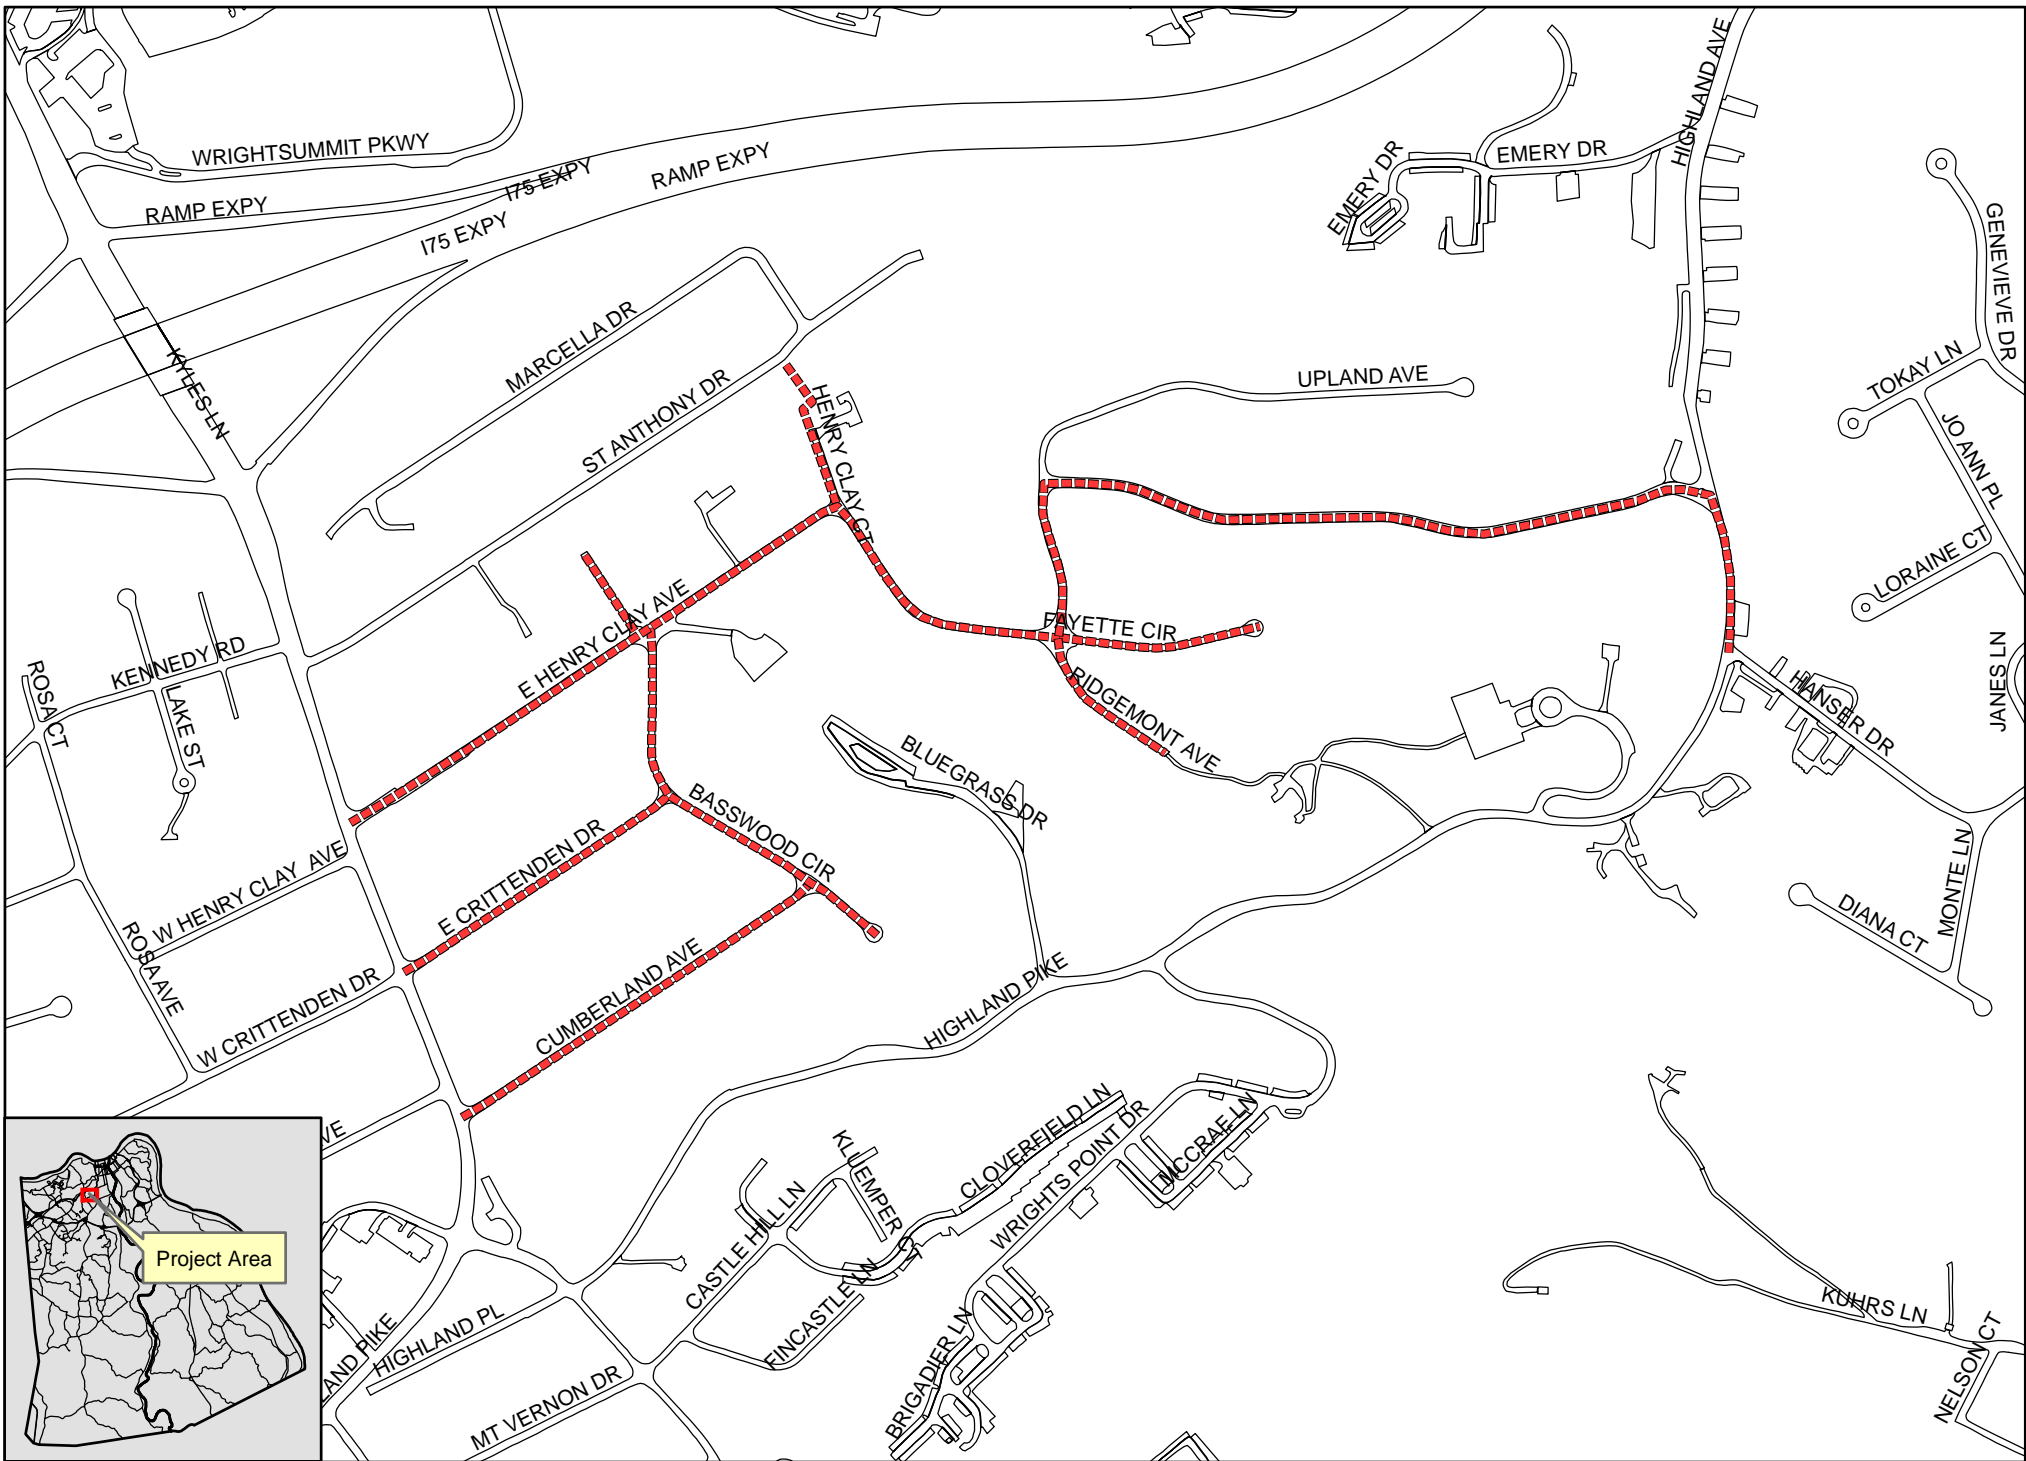 HIGHLAND AVE
WRIGHTSUMMIT PKWY
EMERY DR
EMERY DR
I75 EXPY
RAMP EXPY
RAMP EXPY
I75 EXPY
GENEVIEVE DR
MARCELLA DR
KYLES LN
ST ANTHONY DR
HENRY CLAY CT
UPLAND AVE
TOKAY LN
JO ANN PL
LORAINE CT
E HENRY CLAY AVE
FAYETTE CIR
KENNEDY RD
ROSA CT
LAKE ST
RIDGEMONT AVE
JANES LN
HANSER DR
BLUEGRASS DR
BASSWOOD CIR
E CRITTENDEN DR
W HENRY CLAY  AVE
MONTE LN
DIANA CT
ROSA AVE
CUMBERLAND AVE
W CRITTENDEN DR
HIGHLAND PIKE
VE
CLOVERFIELD LN
WRIGHTS POINT DR
MCCRAE LN
KLUEMPER CT
CASTLE HILL LN
FINCASTLE LN
Project Area
KUHRS LN
NELSON CT
LAND PIKE
HIGHLAND PL
BRIGADIER LN
MT VERNON DR